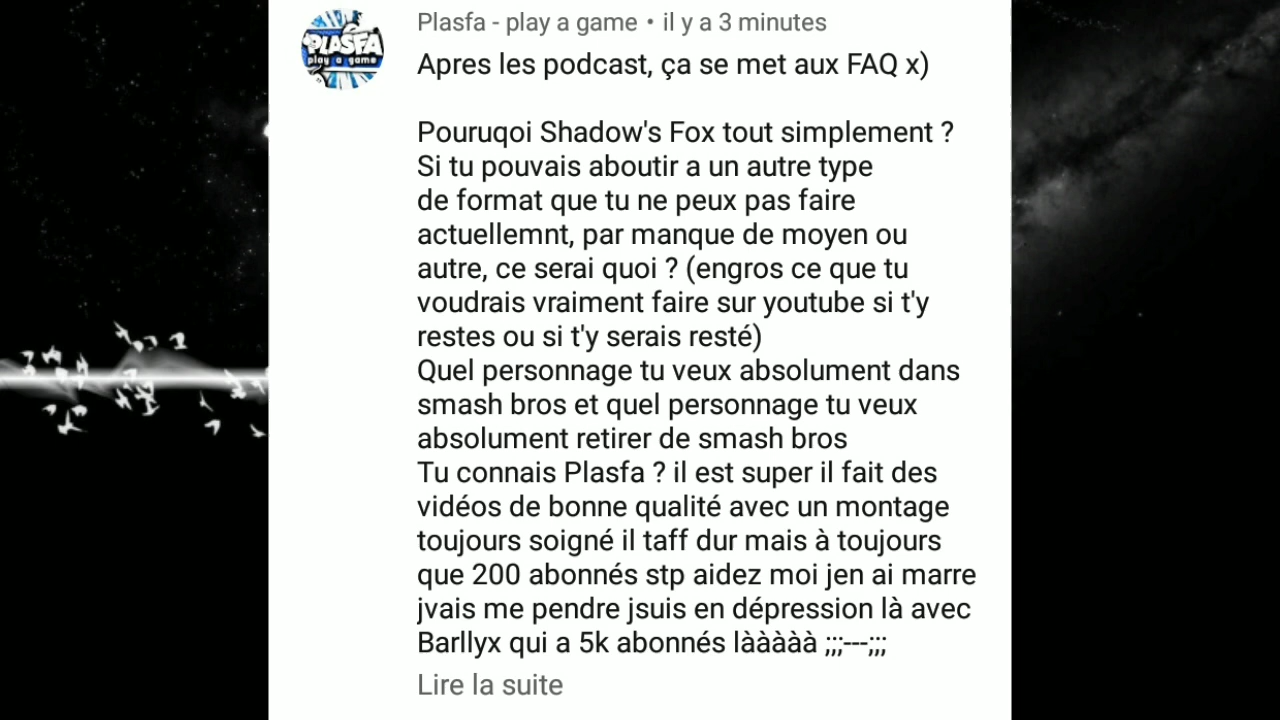 PLASFA
play a game
Plasfa - play a game • il y a 3 minutes
Apres les podcast, ça se met aux FAQ x)
Pouruqoi Shadow's Fox tout simplement ?
Si tu pouvais aboutir a un autre type
de format que tu ne peux pas faire
actuellemnt, par manque de moyen ou
autre, ce serai quoi ? (engros ce que tu
voudrais vraiment faire sur youtube si t'y
restes ou si t'y serais resté)
Quel personnage tu veux absolument dans
smash bros et quel personnage tu veux
absolument retirer de smash bros
Tu connais Plasfa ? il est super il fait des
vidéos de bonne qualité avec un montage
toujours soigné il taff dur mais à toujours
que 200 abonnés stp aidez moi jen ai marre
jvais me pendre jsuis en dépression là avec
Barllyx qui a 5k abonnés lààààà ;;;---;;;
Lire la suite